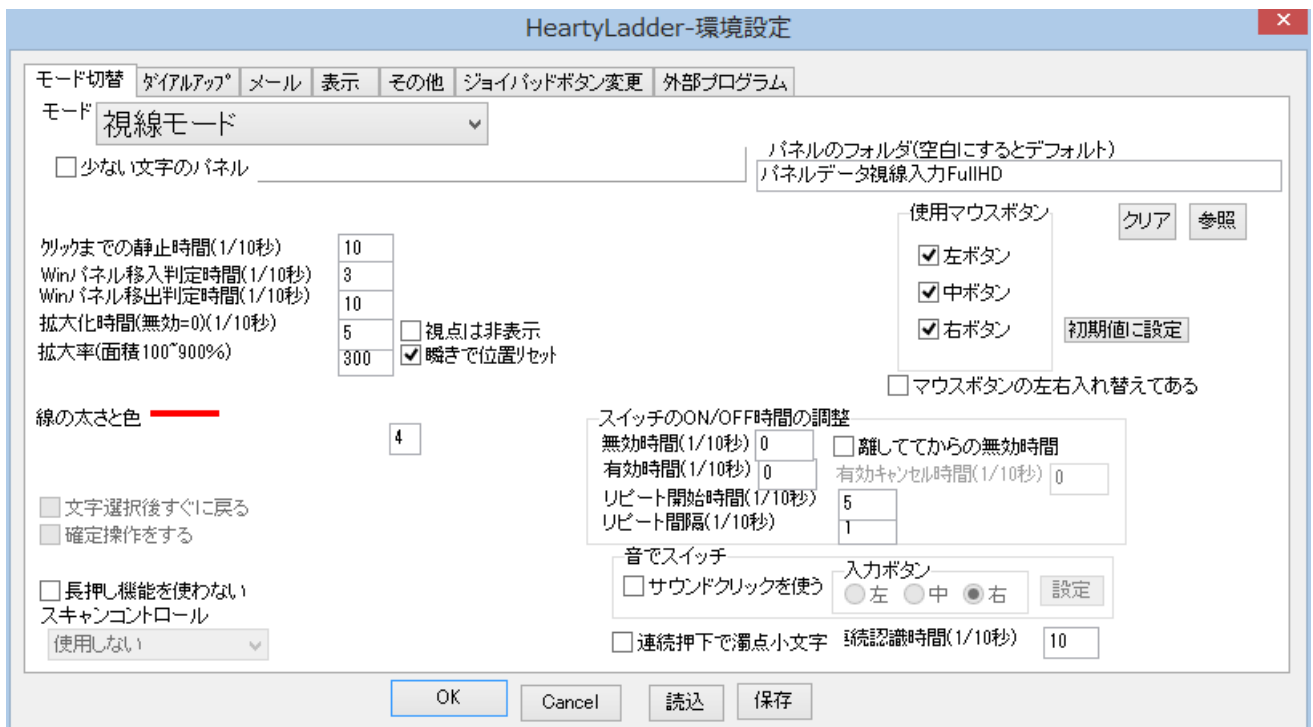 HeartyLadder-環境設定
モード切替 ﾀﾞｲｱﾙｱｯﾌﾟ メール 表示 その他 ジョイパッドボタン変更 外部プログラム
モード 視線モード
少ない文字のパネル
パネルのフォルダ(空白にするとデフォルト)
パネルデータ視線入力FullHD
クリア 参照
使用マウスボタン
左ボタン
中ボタン
右ボタン
初期値に設定
マウスボタンの左右入れ替えてある
ｸﾘｯｸまでの静止時間(1/10秒) 10
Winパネル移入判定時間(1/10秒) 3
Winパネル移出判定時間(1/10秒) 10
拡大化時間(無効=0)(1/10秒) 5 視点は非表示
拡大率(面積100~900%) 300 瞬きで位置ﾘｾｯﾄ
線の太さと色 4
スイッチのON/OFF時間の調整
無効時間(1/10秒) 0 離しててからの無効時間
有効時間(1/10秒) 0 有効ｷｬﾝｾﾙ時間(1/10秒) 0
リピート開始時間(1/10秒) 5
リピート間隔(1/10秒) 1
文字選択後すぐに戻る
確定操作をする
長押し機能を使わない
スキャンコントロール
使用しない
音でスイッチ
サウンドクリックを使う
入力ボタン
左 中 右
設定
連続押下で濁点小文字 続認識時間(1/10秒) 10
OK Cancel 読込 保存